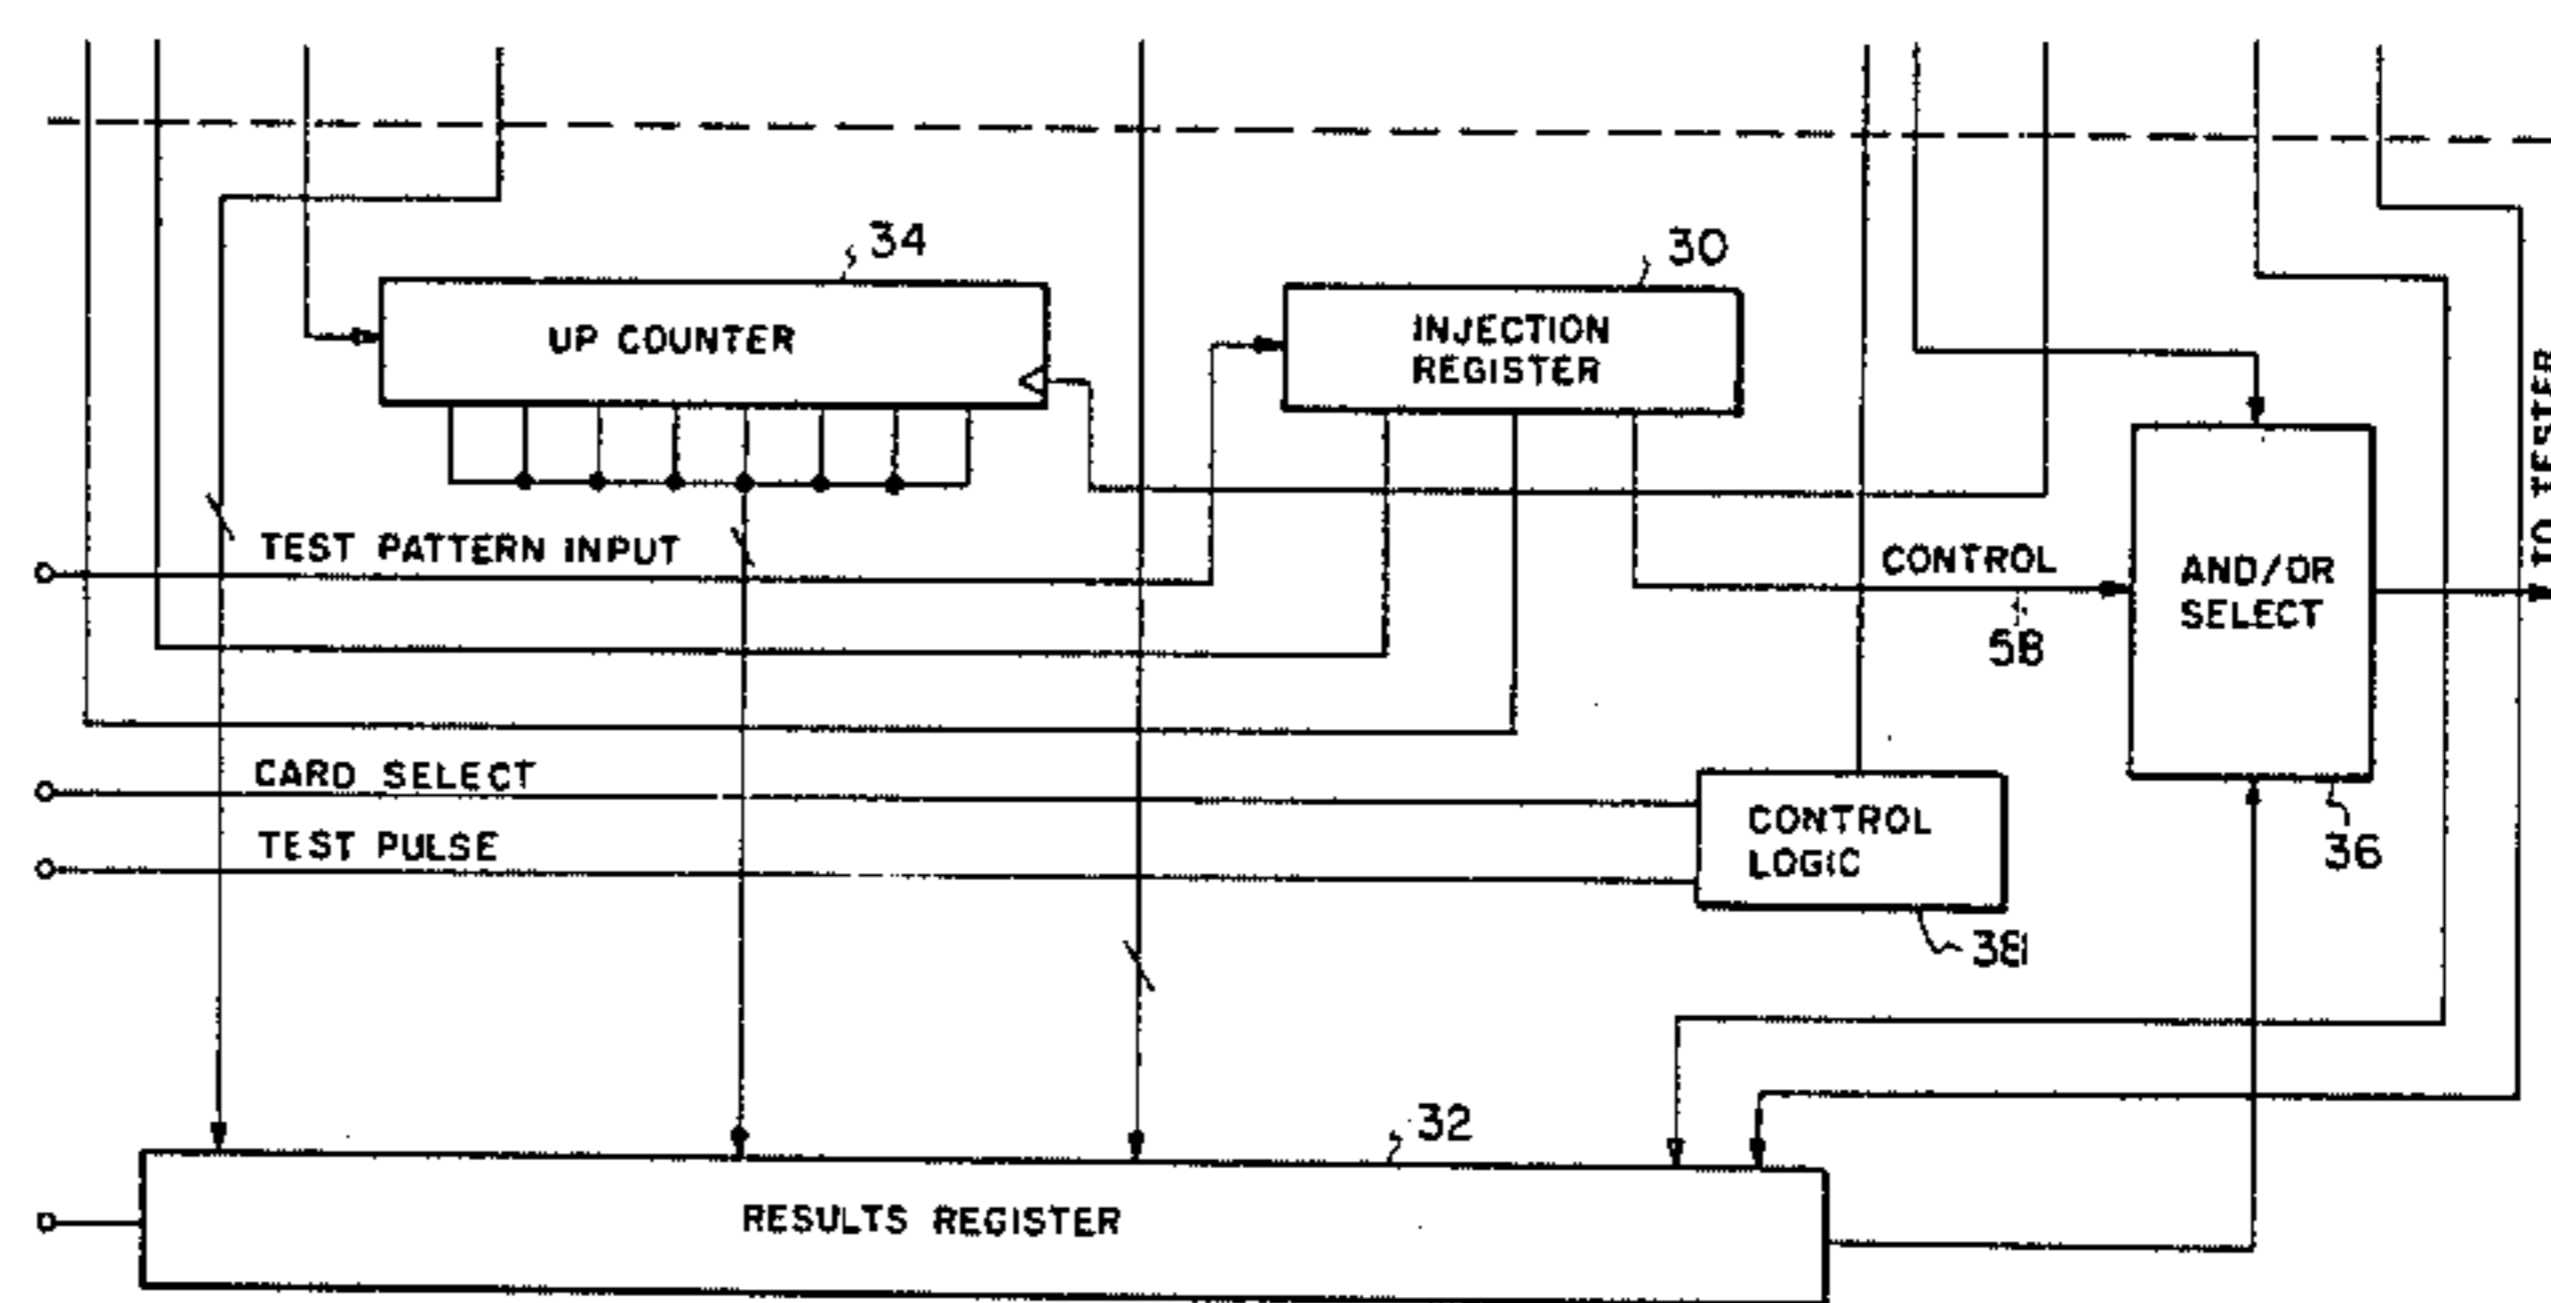 34
30
UP COUNTER
INJECTION
REGISTER
TO TESTER
TEST PATTERN INPUT
CONTROL
58
AND/OR
SELECT
CARD SELECT
TEST PULSE
CONTROL
LOGIC
36
38
32
RESULTS REGISTER